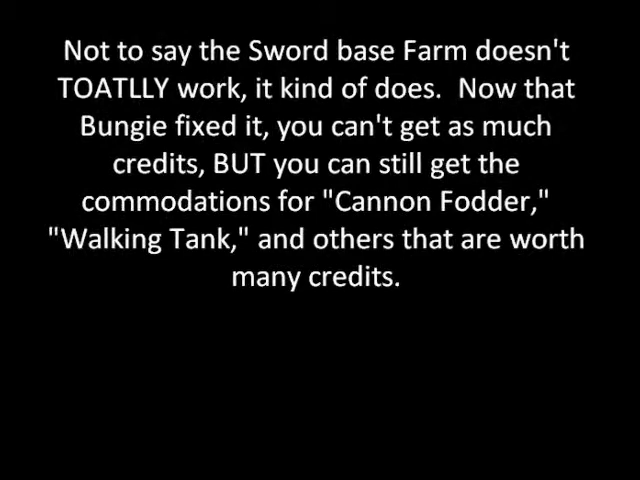 Not to say the Sword base Farm doesn't
TOATLLY work, it kind of does.  Now that
Bungie fixed it, you can't get as much
credits, BUT you can still get the
commodations for "Cannon Fodder,"
"Walking Tank," and others that are worth
many credits.